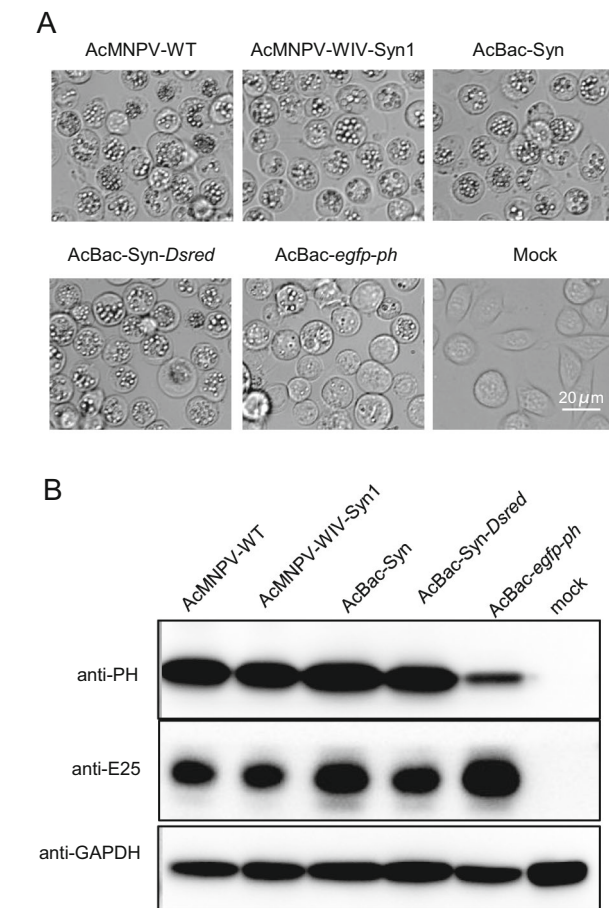 A
AcMNPV-WT AcMNPV-WIV-Syn1 AcBac-Syn
AcBac-Syn-Dsred AcBac-egfp-ph Mock
20 µm
B
AcMNPV-WT AcMNPV-WIV-Syn1 AcBac-Syn AcBac-Syn-Dsred AcBac-egfp-ph mock
anti-PH
anti-E25
anti-GAPDH